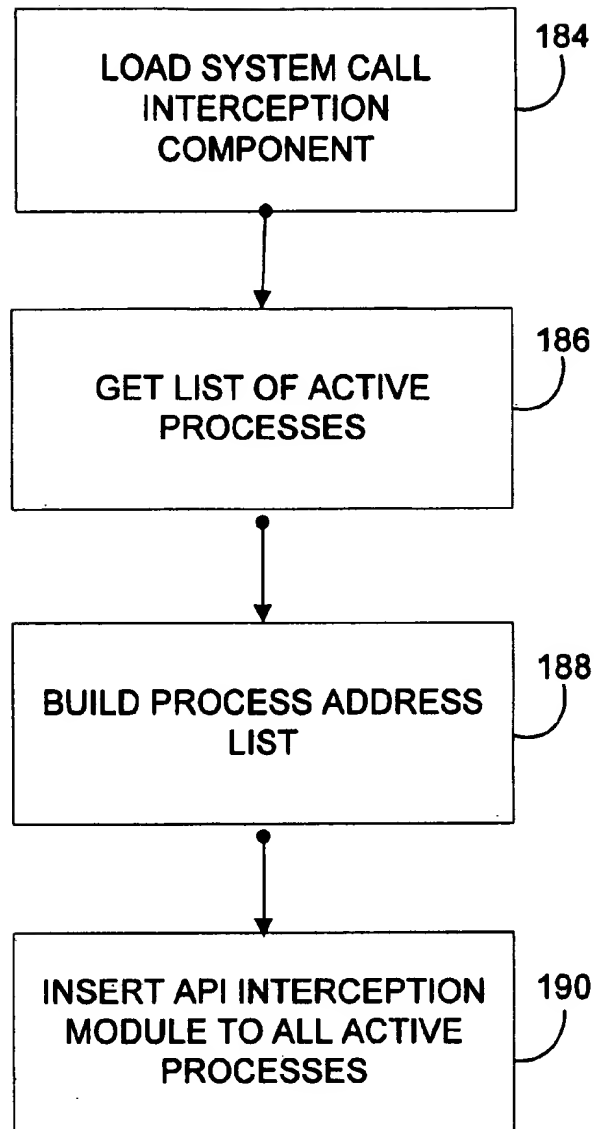 184
LOAD SYSTEM CALL
INTERCEPTION
COMPONENT
186
GET LIST OF ACTIVE
PROCESSES
188
BUILD PROCESS ADDRESS
LIST
190
INSERT API INTERCEPTION
MODULE TO ALL ACTIVE
PROCESSES